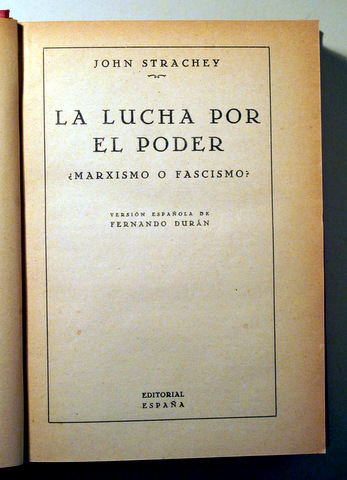 JOHN STRACHEY
LA LUCHA POR
EL PODER
¿MARXISMO O FASCISMO?
VERSIÓN ESPAÑOLA DE
FERNANDO DURÁN
EDITORIAL
ESPAÑA